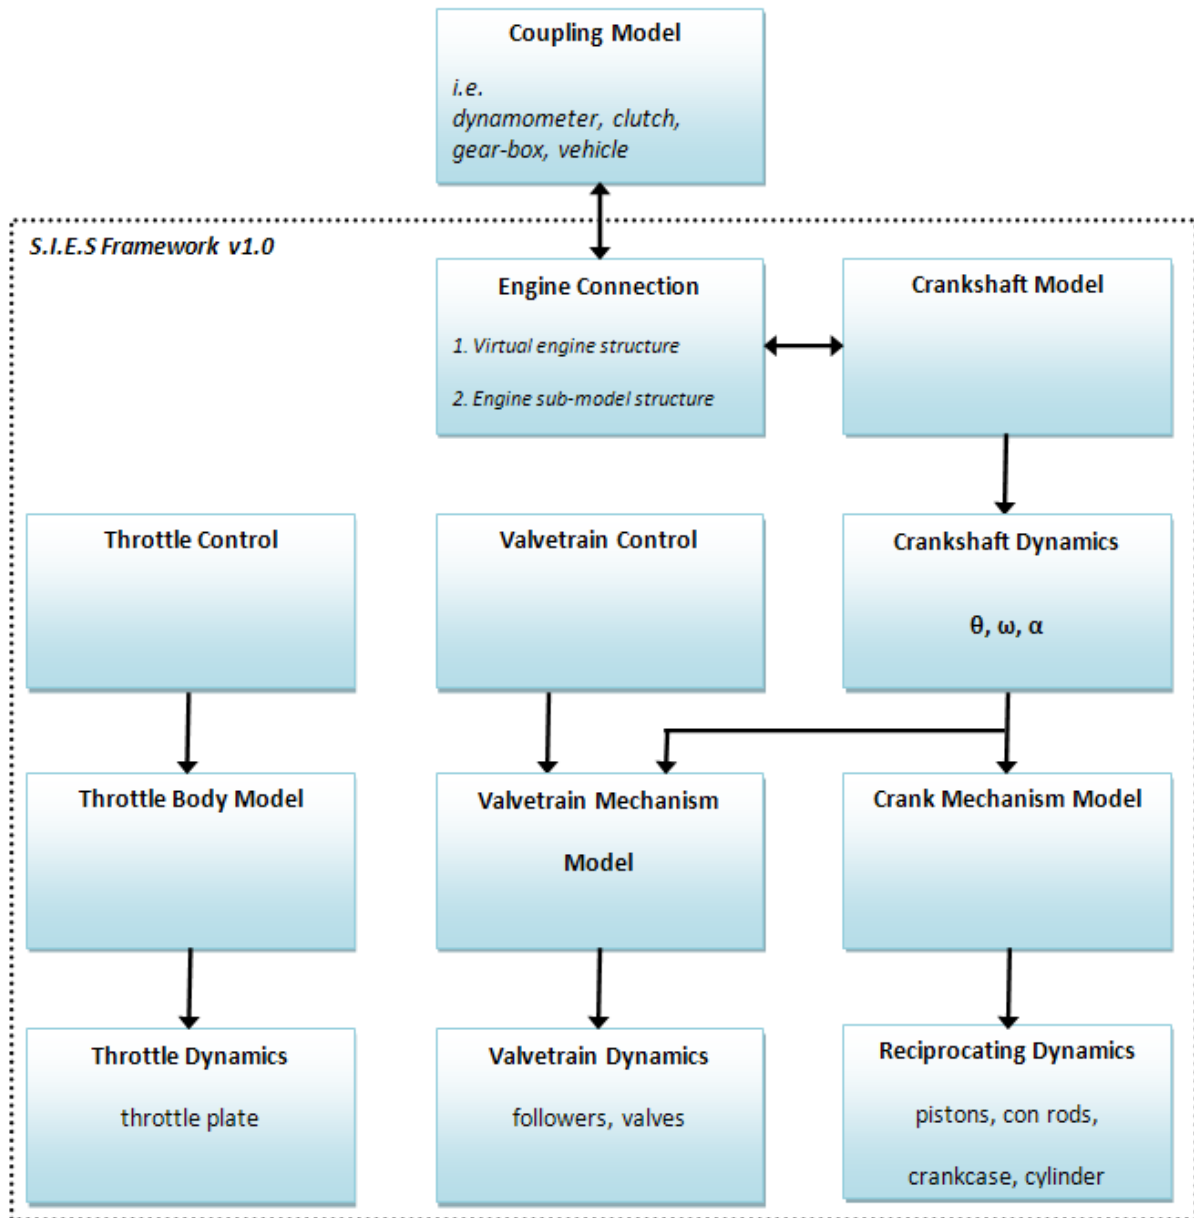 Coupling Model
i.e.
dynamometer, clutch,
gear-box, vehicle
S.I.E.S Framework v1.0
Engine Connection
1. Virtual engine structure
2. Engine sub-model structure
Crankshaft Model
Throttle Control
Valvetrain Control
Crankshaft Dynamics
θ, ω, α
Throttle Body Model
Valvetrain Mechanism
Model
Crank Mechanism Model
Throttle Dynamics
throttle plate
Valvetrain Dynamics
followers, valves
Reciprocating Dynamics
pistons, con rods,
crankcase, cylinder